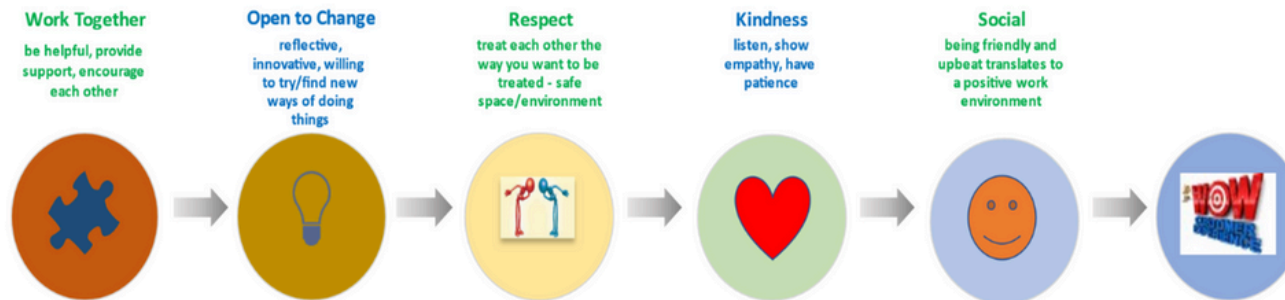 Work Together
be helpful, provide
support, encourage
each other
Open to Change
reflective,
innovative, willing
to try/find new
ways of doing
things
Respect
treat each other the
way you want to be
treated - safe
space/environment
Kindness
listen, show
empathy, have
patience
Social
being friendly and
upbeat translates to
a positive work
environment
WOW
CUSTOMER
EXPERIENCE